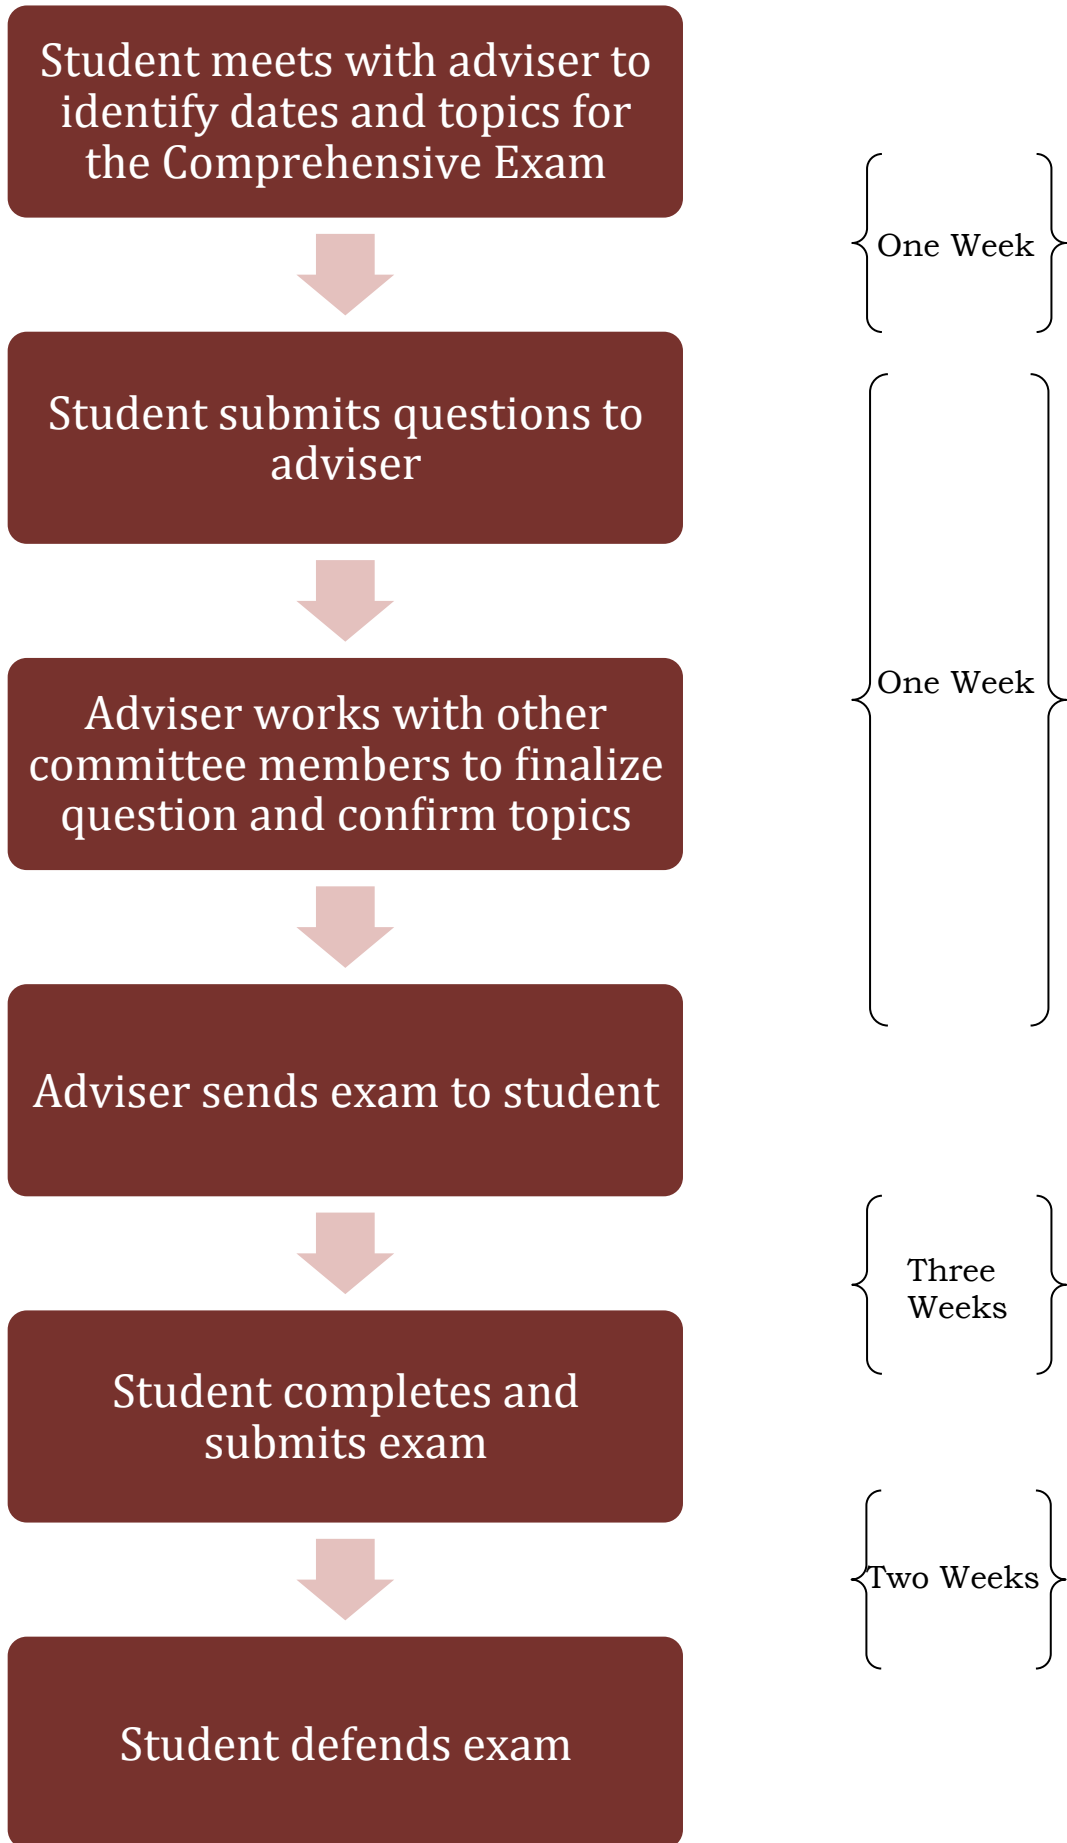 Student meets with adviser to
identify dates and topics for
the Comprehensive Exam
One Week
Student submits questions to
adviser
Adviser works with other
committee members to finalize
question and confirm topics
One Week
Adviser sends exam to student
Three
Weeks
Student completes and
submits exam
Two Weeks
Student defends exam